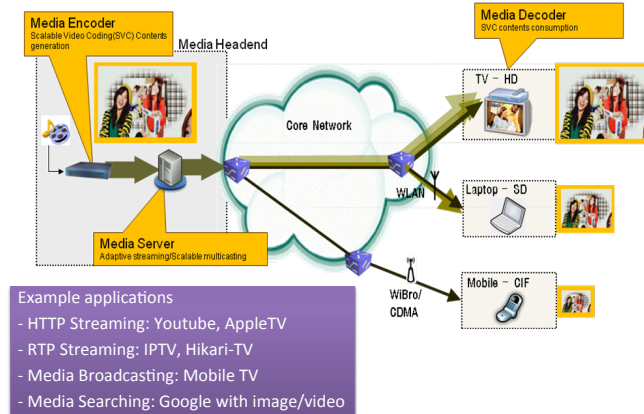 Media Encoder
Scalable Video Coding(SVC) Contents
generation
Media Headend
Media Decoder
SVC contents consumption
TV - HD
Core Network
WLAN
Laptop - SD
Media Server
Adaptive streaming/Scalable multicasting
WiBro/
CDMA
Mobile - CIF
Example applications
- HTTP Streaming: Youtube, AppleTV
- RTP Streaming: IPTV, Hikari-TV
- Media Broadcasting: Mobile TV
- Media Searching: Google with image/video